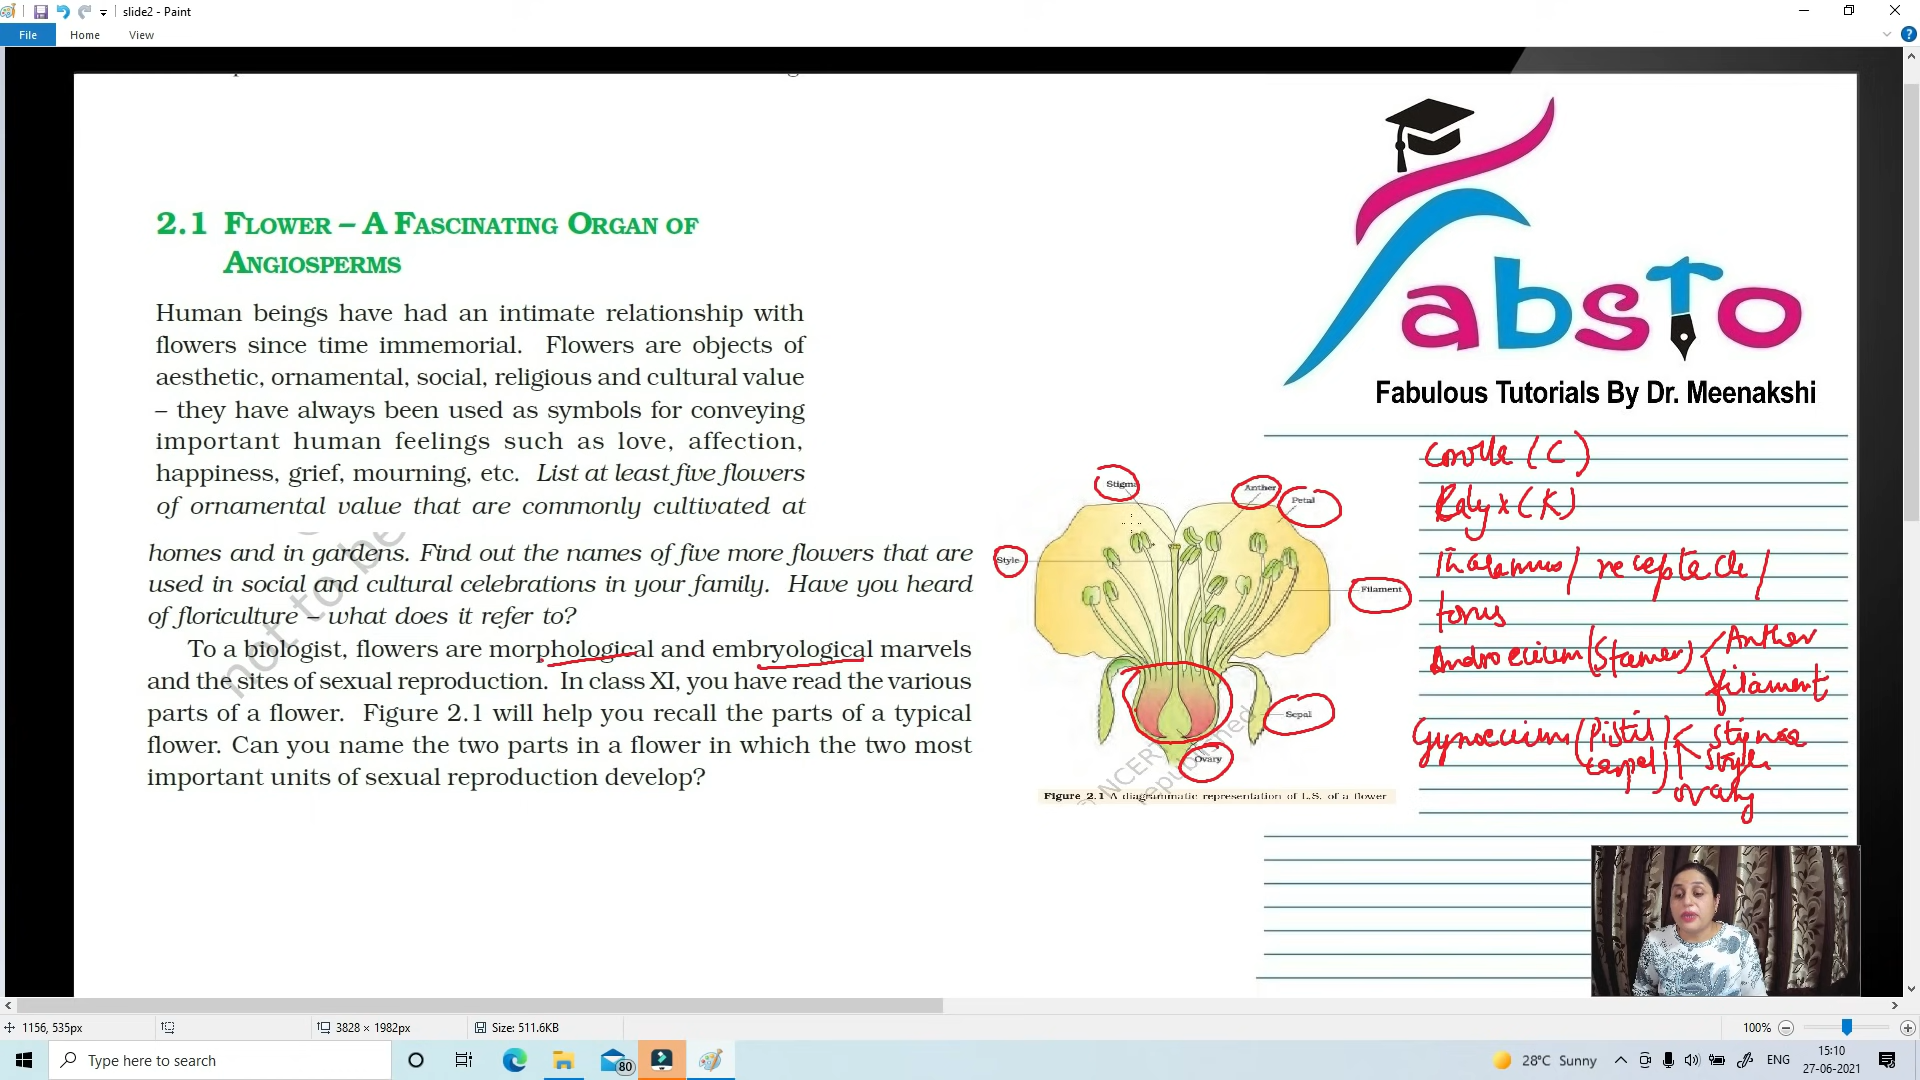 slide2 - Paint
File Home View
2.1 FLOWER – A FASCINATING ORGAN OF
ANGIOSPERMS
Human beings have had an intimate relationship with
flowers since time immemorial. Flowers are objects of
aesthetic, ornamental, social, religious and cultural value
– they have always been used as symbols for conveying
important human feelings such as love, affection,
happiness, grief, mourning, etc. List at least five flowers
of ornamental value that are commonly cultivated at
homes and in gardens. Find out the names of five more flowers that are
used in social and cultural celebrations in your family. Have you heard
of floriculture – what does it refer to?
To a biologist, flowers are morphological and embryological marvels
and the sites of sexual reproduction. In class XI, you have read the various
parts of a flower. Figure 2.1 will help you recall the parts of a typical
flower. Can you name the two parts in a flower in which the two most
important units of sexual reproduction develop?
not to be
Stigma
Anther
Petal
Style
Filament
Sepal
Ovary
© NCERT
republished
Figure 2.1 A diagrammatic representation of L.S. of a flower
Fabsto
Fabulous Tutorials By Dr. Meenakshi
(C)
Calyx (K)
Thalamus / receptacle /
torus
Androecium (Stamen) Anther
filament
Gynoecium (Pistil
carpel)
Style
ovary
1156, 535px
3828 × 1982px
Size: 511.6KB
100%
Type here to search
80
28°C Sunny
ENG
15:10
27-06-2021